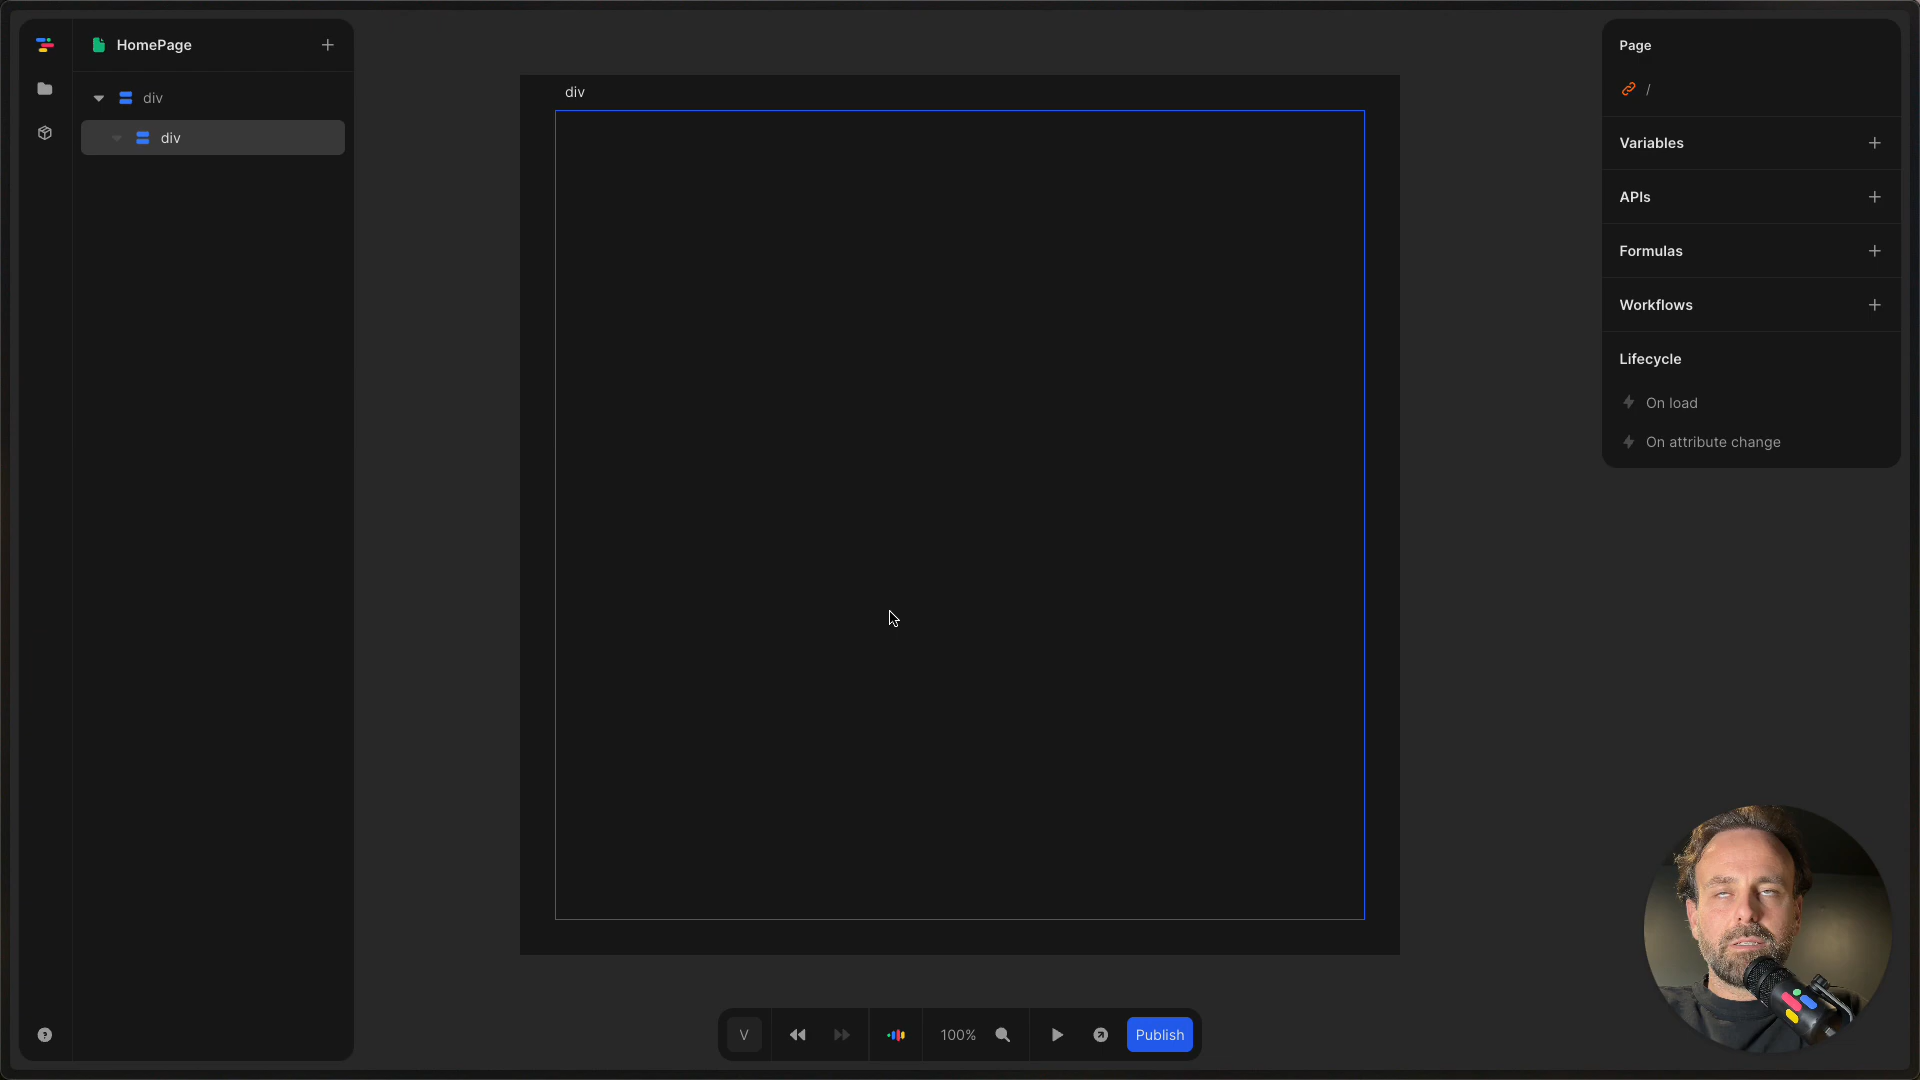 HomePage
div
div
div
Page
/
Variables
APIs
Formulas
Workflows
Lifecycle
On load
On attribute change
V
100%
Publish